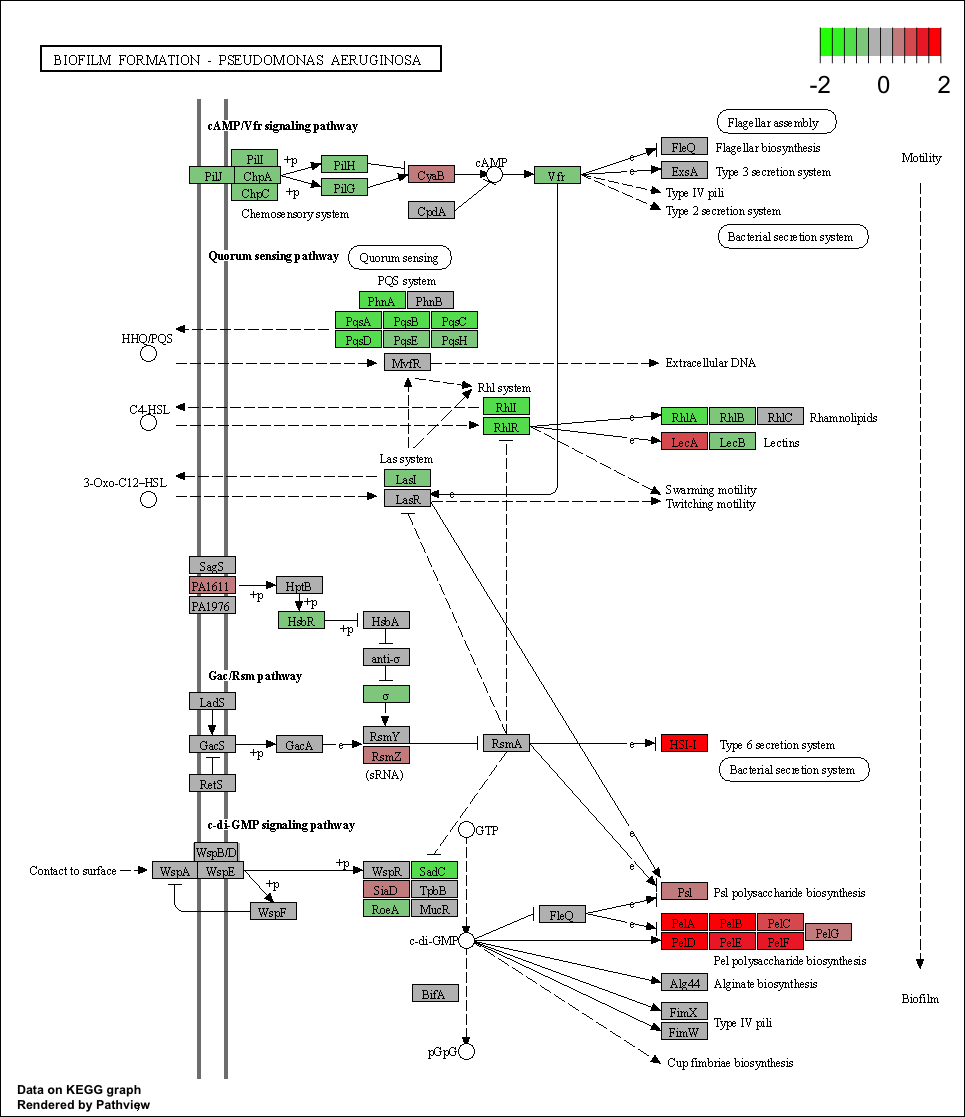 BIOFILM FORMATION - PSEUDOMONAS AERUGINOSA
-2 0 2
cAMP/Vfr signaling pathway
Flagellar assembly
PilI
+p
PilH
cAMP
e
FleQ
Flagellar biosynthesis
Motility
PilJ
ChpA
CyaB
Vfr
e
ExsA
Type 3 secretion system
ChpC
+p
PilG
Type IV pili
Chemosensory system
CpdA
Type 2 secretion system
Bacterial secretion system
Quorum sensing pathway
Quorum sensing
PQS system
PhnA
PhnB
PqsA
PqsB
PqsC
HHQ/PQS
PqsD
PqsE
PqsH
MvfR
Extracellular DNA
Rhl system
C4-HSL
RhlI
RhlR
e
RhlA
RhlB
RhlC
Rhamnolipids
e
LecA
LecB
Lectins
Las system
3-Oxo-C12-HSL
LasI
LasR
e
Swarming motility
Twitching motility
SagS
PA1611
+p
HptB
PA1976
+p
HsbR
+p
HsbA
anti-σ
Gac/Rsm pathway
σ
LadS
GacS
+p
GacA
e
RsmY
RsmZ
(sRNA)
RsmA
e
HSI-I
Type 6 secretion system
Bacterial secretion system
RetS
c-di-GMP signaling pathway
GTP
e
WspB/D
Contact to surface
WspA
WspE
+p
WspR
SadC
e
+p
SiaD
TpbB
Psl
Psl polysaccharide biosynthesis
WspF
RoeA
MucR
FleQ
e
e
PelA
PelB
PelC
PelG
c-di-GMP
PelD
PelE
PelF
Pel polysaccharide biosynthesis
Alg44
Alginate biosynthesis
BifA
Biofilm
FimX
Type IV pili
FimW
pGpG
Cup fimbriae biosynthesis
Data on KEGG graph
Rendered by Pathview